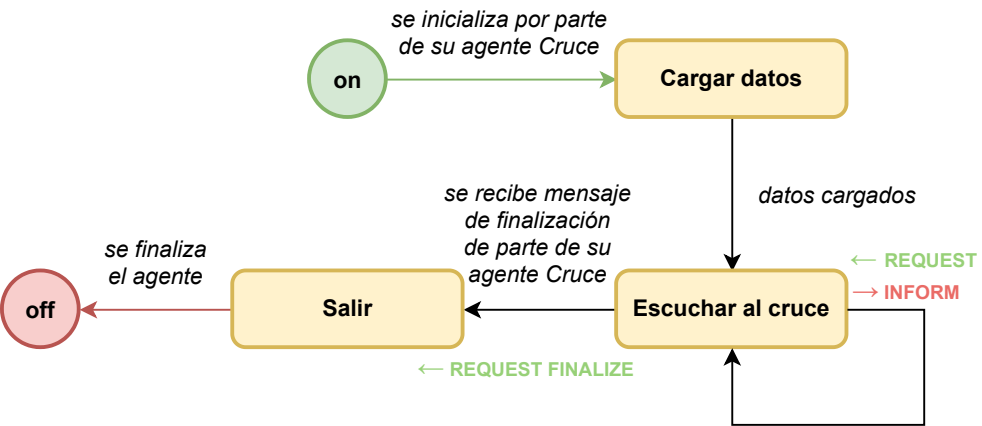 se inicializa por parte
de su agente Cruce
on
Cargar datos
datos cargados
se recibe mensaje
de finalización
de parte de su
agente Cruce
se finaliza
el agente
← REQUEST
→ INFORM
off
Salir
Escuchar al cruce
← REQUEST FINALIZE